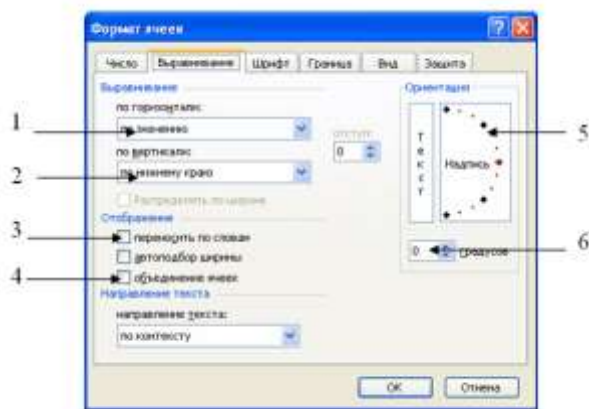 Формат ячеек
Число Выравнивание Шрифт Граница Вид Защита
Выравнивание
по горизонтали:
по значению
отступ:
0
по вертикали:
по нижнему краю
Распределять по ширине
Отображение
переносить по словам
автоподбор ширины
объединение ячеек
Направление текста
направление текста:
по контексту
Ориентация
Текст
Надпись
0 градусов
ОК Отмена
1
2
3
4
5
6